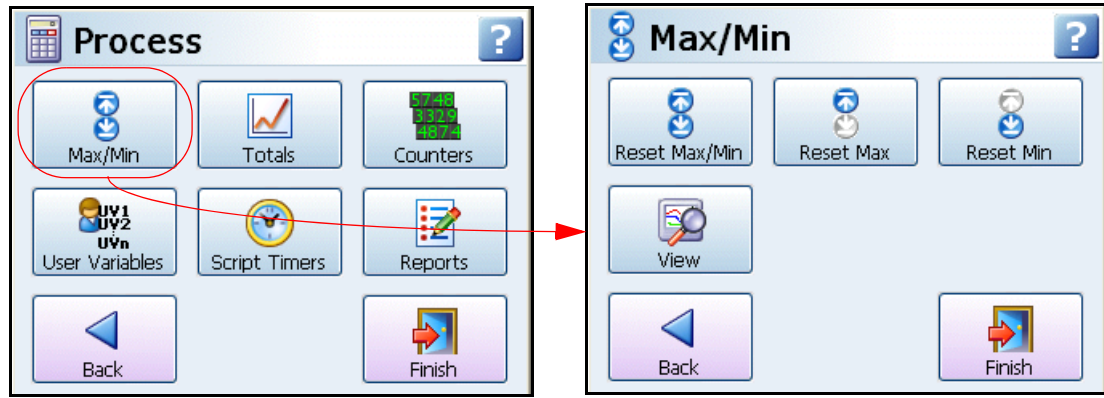 Process
?
Max/Min
Totals
5748
3329
4874
Counters
UV1
UV2
UVn
User Variables
Script Timers
Reports
Back
Finish
Max/Min
?
Reset Max/Min
Reset Max
Reset Min
View
Back
Finish